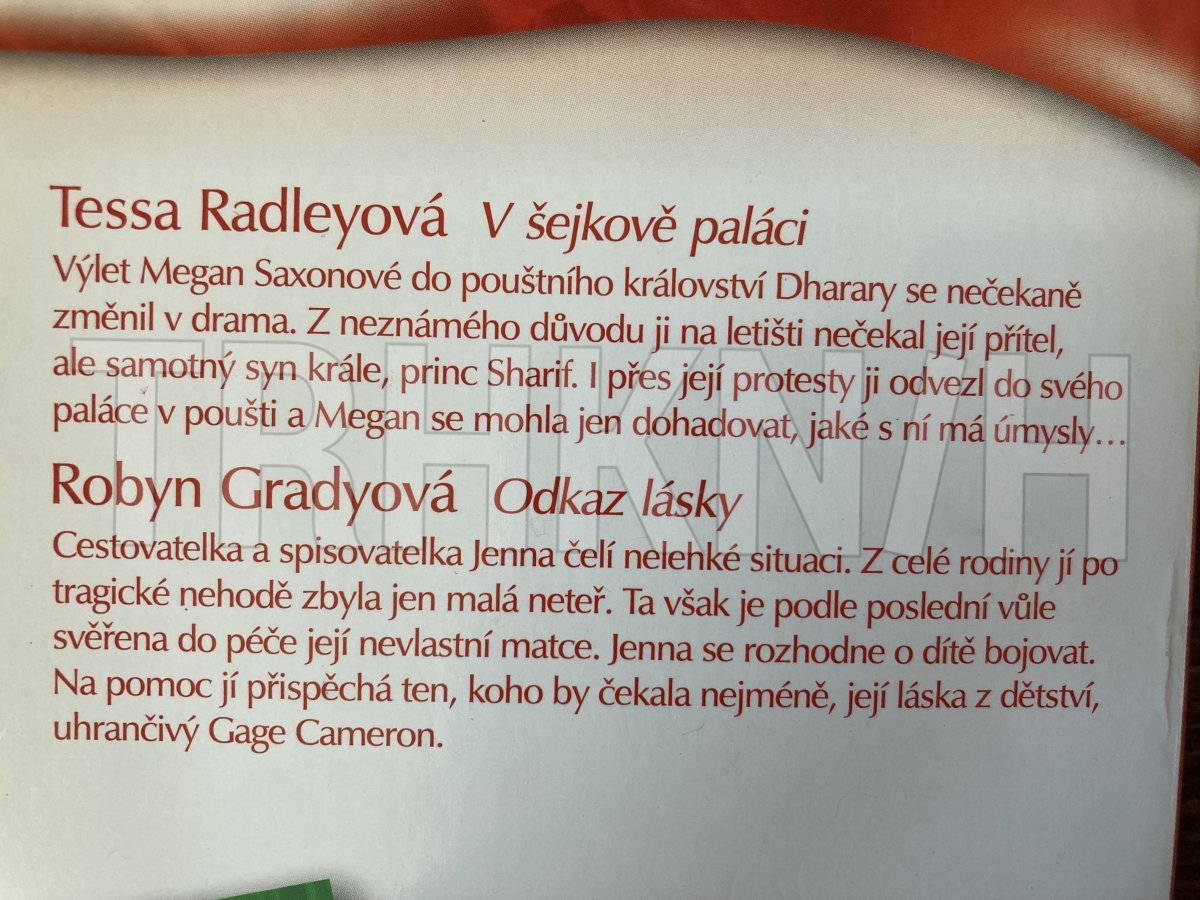 Tessa Radleyová V šejkově paláci
Výlet Megan Saxonové do pouštního království Dharary se nečekaně
změnil v drama. Z neznámého důvodu ji na letišti nečekal její přítel,
ale samotný syn krále, princ Sharif. I přes její protesty ji odvezl do svého
paláce v poušti a Megan se mohla jen dohadovat, jaké s ní má úmysly…
TRHKNIH
Robyn Gradyová Odkaz lásky
Cestovatelka a spisovatelka Jenna čelí nelehké situaci. Z celé rodiny jí po
tragické nehodě zbyla jen malá neteř. Ta však je podle poslední vůle
svěřena do péče její nevlastní matce. Jenna se rozhodne o dítě bojovat.
Na pomoc jí přispěchá ten, koho by čekala nejméně, její láska z dětství,
uhrančivý Gage Cameron.